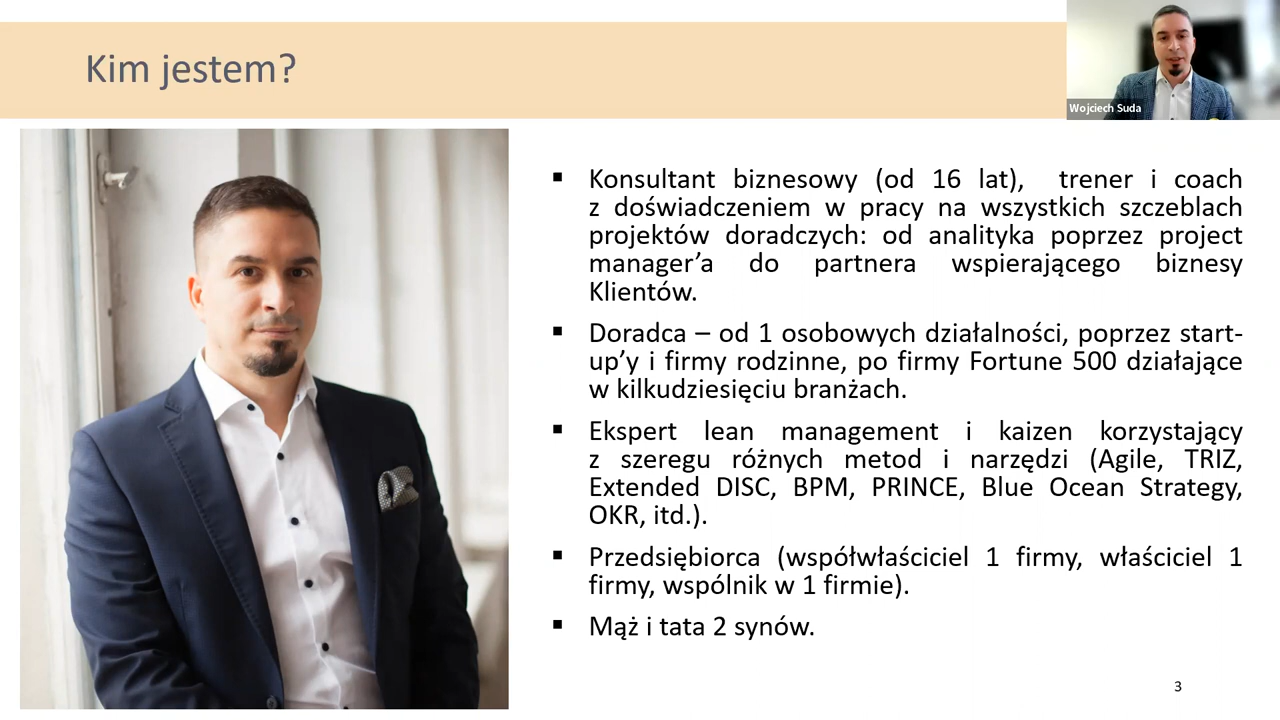 Kim jestem?
Wojciech Suda
▪ Konsultant biznesowy (od 16 lat), trener i coach
z doświadczeniem w pracy na wszystkich szczeblach
projektów doradczych: od analityka poprzez project
manager’a do partnera wspierającego biznesy
Klientów.
▪ Doradca – od 1 osobowych działalności, poprzez start-
up’y i firmy rodzinne, po firmy Fortune 500 działające
w kilkudziesięciu branżach.
▪ Ekspert lean management i kaizen korzystający
z szeregu różnych metod i narzędzi (Agile, TRIZ,
Extended DISC, BPM, PRINCE, Blue Ocean Strategy,
OKR, itd.).
▪ Przedsiębiorca (współwłaściciel 1 firmy, właściciel 1
firmy, wspólnik w 1 firmie).
▪ Mąż i tata 2 synów.
3